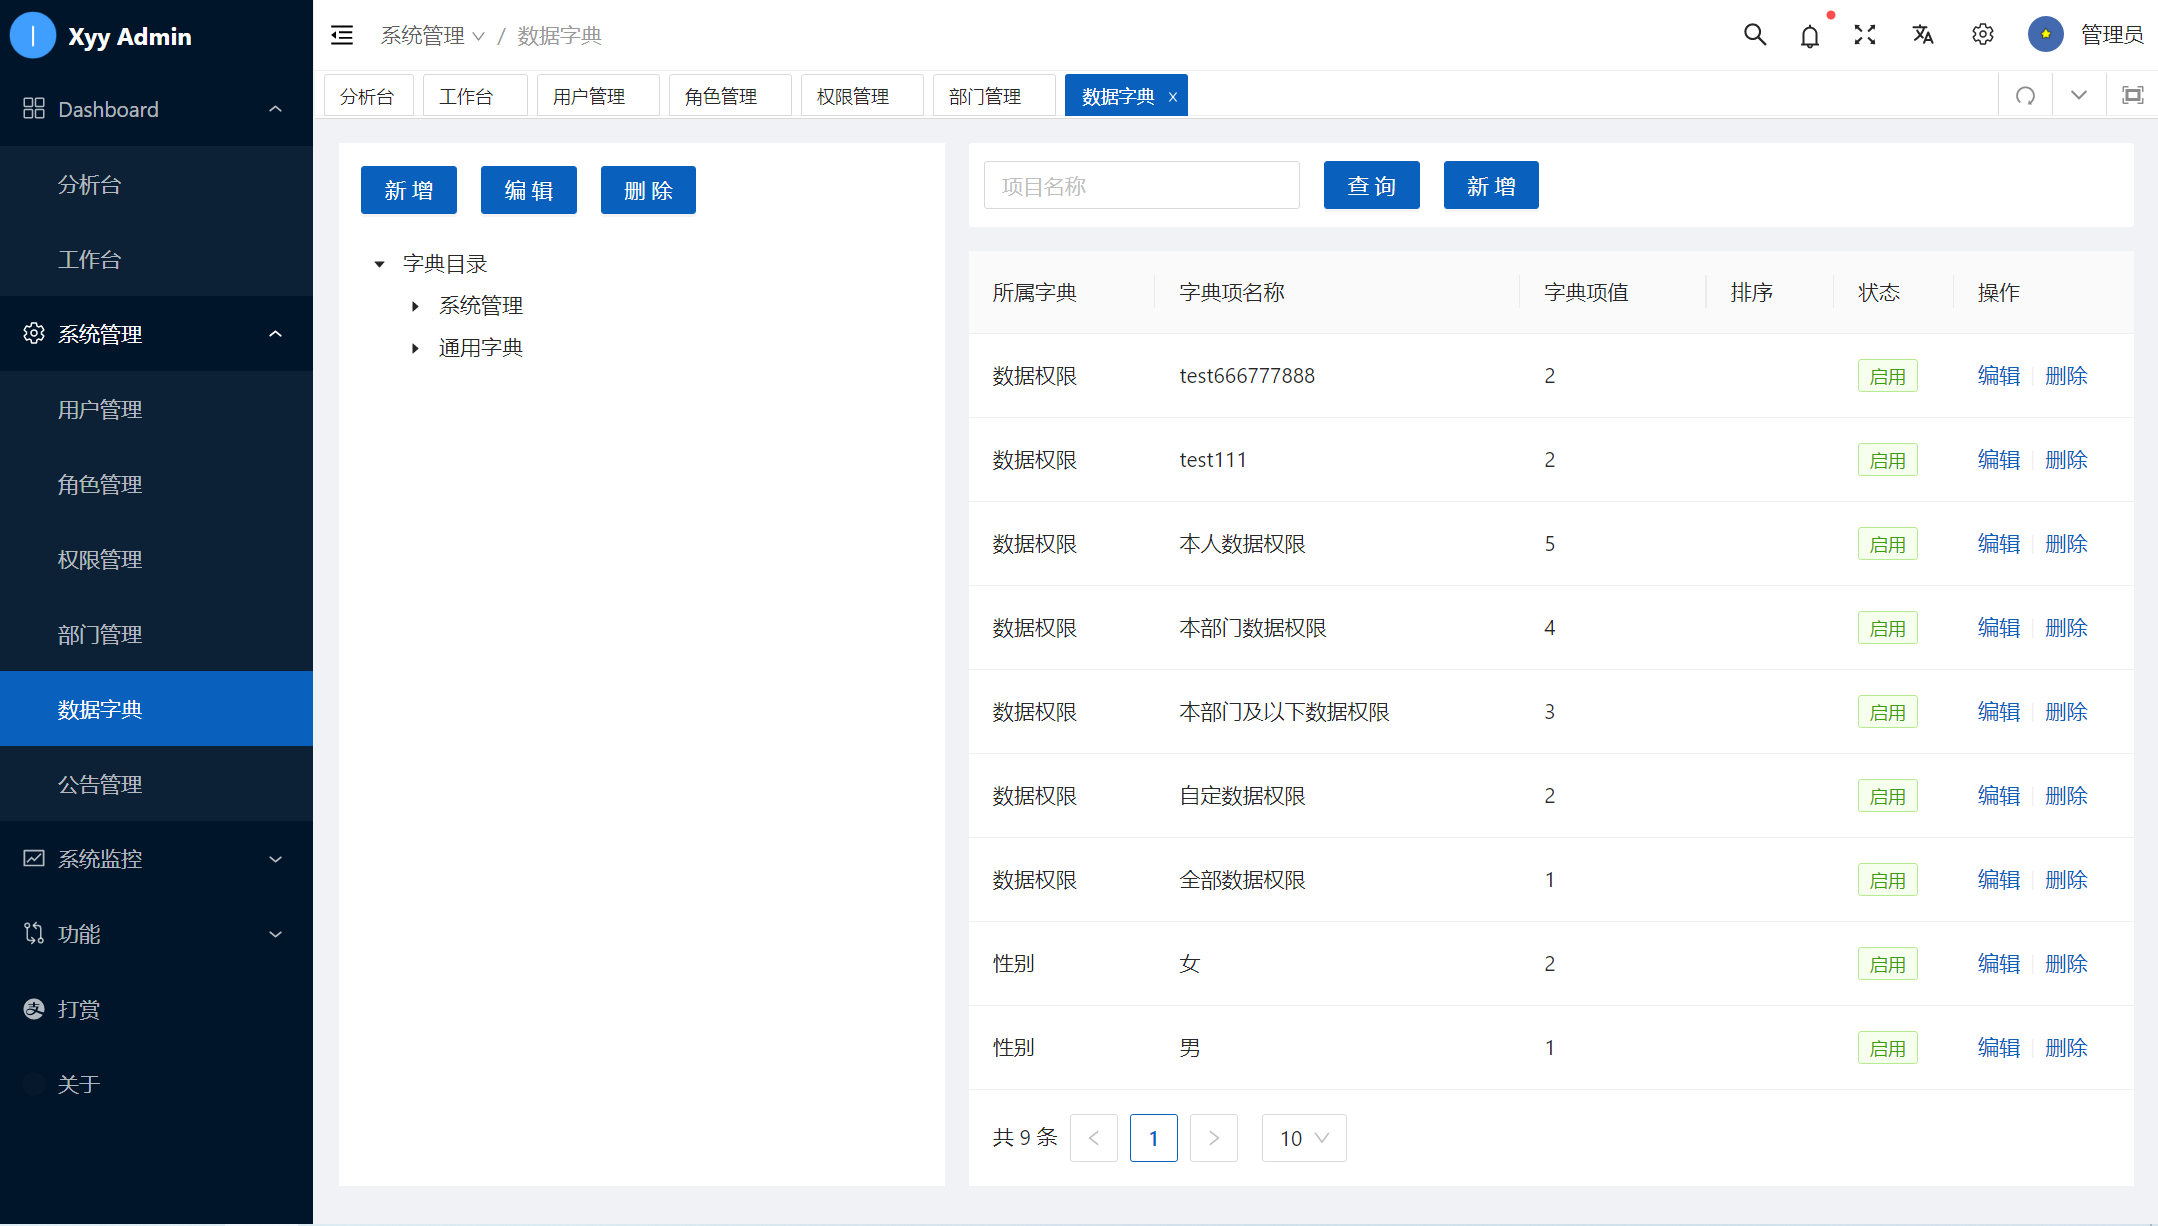 Xyy Admin
Dashboard
分析台
工作台
系统管理
用户管理
角色管理
权限管理
部门管理
数据字典
公告管理
系统监控
功能
打赏
关于
系统管理 / 数据字典
管理员
分析台 工作台 用户管理 角色管理 权限管理 部门管理 数据字典 x
新增 编辑 删除
字典目录
系统管理
通用字典
项目名称 查询 新增
所属字典 字典项名称 字典项值 排序 状态 操作
数据权限 test666777888 2 启用 编辑 删除
数据权限 test111 2 启用 编辑 删除
数据权限 本人数据权限 5 启用 编辑 删除
数据权限 本部门数据权限 4 启用 编辑 删除
数据权限 本部门及以下数据权限 3 启用 编辑 删除
数据权限 自定数据权限 2 启用 编辑 删除
数据权限 全部数据权限 1 启用 编辑 删除
性别 女 2 启用 编辑 删除
性别 男 1 启用 编辑 删除
共 9 条 < 1 > 10